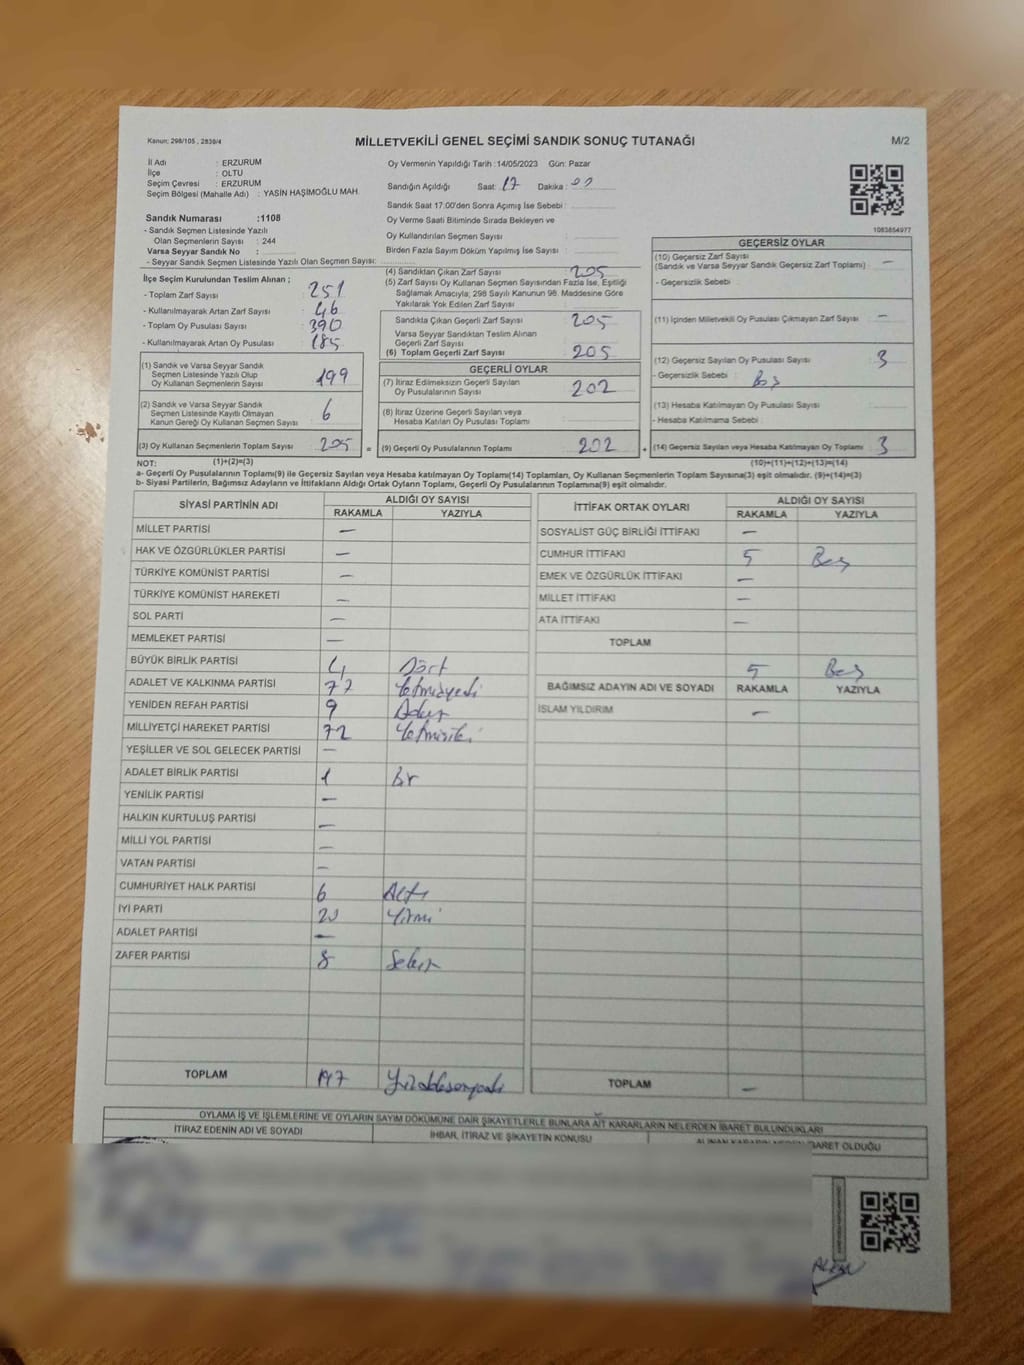 Kanun: 298/105 , 2839/4
MİLLETVEKİLİ GENEL SEÇİMİ SANDIK SONUÇ TUTANAĞI
M/2
İl Adı : ERZURUM
İlçe : OLTU
Seçim Çevresi : ERZURUM
Seçim Bölgesi (Mahalle Adı) : YASİN HAŞİMOĞLU MAH.
Oy Vermenin Yapıldığı Tarih :14/05/2023 Gün: Pazar
Sandığın Açıldığı Saat: 17 Dakika :
Sandık Saat 17:00'den Sonra Açılmış İse Sebebi :
Oy Verme Saati Bitiminde Sırada Bekleyen ve
Oy Kullandırılan Seçmen Sayısı :
Birden Fazla Sayım Döküm Yapılmış İse Sayısı :
1083854977
Sandık Numarası :1108
- Sandık Seçmen Listesinde Yazılı
Olan Seçmenlerin Sayısı : 244
Varsa Seyyar Sandık No :
- Seyyar Sandık Seçmen Listesinde Yazılı Olan Seçmen Sayısı:
İlçe Seçim Kurulundan Teslim Alınan ;
- Toplam Zarf Sayısı : 251
- Kullanılmayarak Artan Zarf Sayısı : 46
- Toplam Oy Pusulası Sayısı : 390
- Kullanılmayarak Artan Oy Pusulası : 185
(1) Sandık ve Varsa Seyyar Sandık
Seçmen Listesinde Yazılı Olup
Oy Kullanan Seçmenlerin Sayısı : 199
(2) Sandık ve Varsa Seyyar Sandık
Seçmen Listesinde Kayıtlı Olmayan
Kanun Gereği Oy Kullanan Seçmen Sayısı : 6
(3) Oy Kullanan Seçmenlerin Toplam Sayısı : 205 =
(4) Sandıktan Çıkan Zarf Sayısı : 205
(5) Zarf Sayısı Oy Kullanan Seçmen Sayısından Fazla İse, Eşitliği
Sağlamak Amacıyla; 298 Sayılı Kanunun 98. Maddesine Göre
Yakılarak Yok Edilen Zarf Sayısı :
Sandıkta Çıkan Geçerli Zarf Sayısı : 205
Varsa Seyyar Sandıktan Teslim Alınan
Geçerli Zarf Sayısı :
(6) Toplam Geçerli Zarf Sayısı : 205
GEÇERLİ OYLAR
(7) İtiraz Edilmeksizin Geçerli Sayılan
Oy Pusulalarının Sayısı : 202
(8) İtiraz Üzerine Geçerli Sayılan veya
Hesaba Katılan Oy Pusulası Toplamı :
(9) Geçerli Oy Pusulalarının Toplamı : 202 +
GEÇERSİZ OYLAR
(10) Geçersiz Zarf Sayısı
(Sandık ve Varsa Seyyar Sandık Geçersiz Zarf Toplamı) : -
- Geçersizlik Sebebi :
(11) İçinden Milletvekili Oy Pusulası Çıkmayan Zarf Sayısı : -
(12) Geçersiz Sayılan Oy Pusulası Sayısı : 3
- Geçersizlik Sebebi : Boş
(13) Hesaba Katılmayan Oy Pusulası Sayısı :
- Hesaba Katılmama Sebebi :
(14) Geçersiz Sayılan veya Hesaba Katılmayan Oy Toplamı : 3
NOT: (1)+(2)=(3)
(10)+(11)+(12)+(13)=(14)
a- Geçerli Oy Pusulalarının Toplamı(9) ile Geçersiz Sayılan veya Hesaba katılmayan Oy Toplamı(14) Toplamları, Oy Kullanan Seçmenlerin Toplam Sayısına(3) eşit olmalıdır. (9)+(14)=(3)
b- Siyasi Partilerin, Bağımsız Adayların ve İttifakların Aldığı Ortak Oyların Toplamı, Geçerli Oy Pusulalarının Toplamına(9) eşit olmalıdır.
SİYASİ PARTİNİN ADI
ALDIĞI OY SAYISI
RAKAMLA YAZIYLA
MİLLET PARTİSİ -
HAK VE ÖZGÜRLÜKLER PARTİSİ -
TÜRKİYE KOMÜNİST PARTİSİ -
TÜRKİYE KOMÜNİST HAREKETİ -
SOL PARTİ -
MEMLEKET PARTİSİ -
BÜYÜK BİRLİK PARTİSİ 4 Dört
ADALET VE KALKINMA PARTİSİ 77 Yetmişyedi
YENİDEN REFAH PARTİSİ 9
MİLLİYETÇİ HAREKET PARTİSİ 72 Yetmişiki
YEŞİLLER VE SOL GELECEK PARTİSİ -
ADALET BİRLİK PARTİSİ 1 Bir
YENİLİK PARTİSİ -
HALKIN KURTULUŞ PARTİSİ -
MİLLİ YOL PARTİSİ -
VATAN PARTİSİ -
CUMHURİYET HALK PARTİSİ 6 Altı
İYİ PARTİ 20 Yirmi
ADALET PARTİSİ -
ZAFER PARTİSİ 8 Sekiz
TOPLAM 197 Yüzdoksanyedi
İTTİFAK ORTAK OYLARI
ALDIĞI OY SAYISI
RAKAMLA YAZIYLA
SOSYALİST GÜÇ BİRLİĞİ İTTİFAKI -
CUMHUR İTTİFAKI 5 Beş
EMEK VE ÖZGÜRLÜK İTTİFAKI -
MİLLET İTTİFAKI -
ATA İTTİFAKI -
TOPLAM
5 Beş
BAĞIMSIZ ADAYIN ADI VE SOYADI RAKAMLA YAZIYLA
İSLAM YILDIRIM -
TOPLAM -
OYLAMA İŞ VE İŞLEMLERİNE VE OYLARIN SAYIM DÖKÜMÜNE DAİR ŞİKAYETLERLE BUNLARA AİT KARARLARIN NELERDEN İBARET BULUNDUKLARI
İTİRAZ EDENİN ADI VE SOYADI
İHBAR, İTİRAZ VE ŞİKAYETİN KONUSU
İBARET OLDUĞU